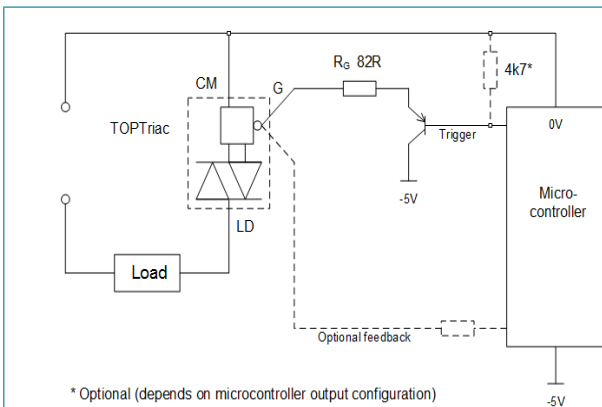 CM
G
R_G 82R
4k7*
TOPTriac
Trigger
0V
-5V
Micro-
controller
LD
Load
Optional feedback
-5V
* Optional (depends on microcontroller output configuration)